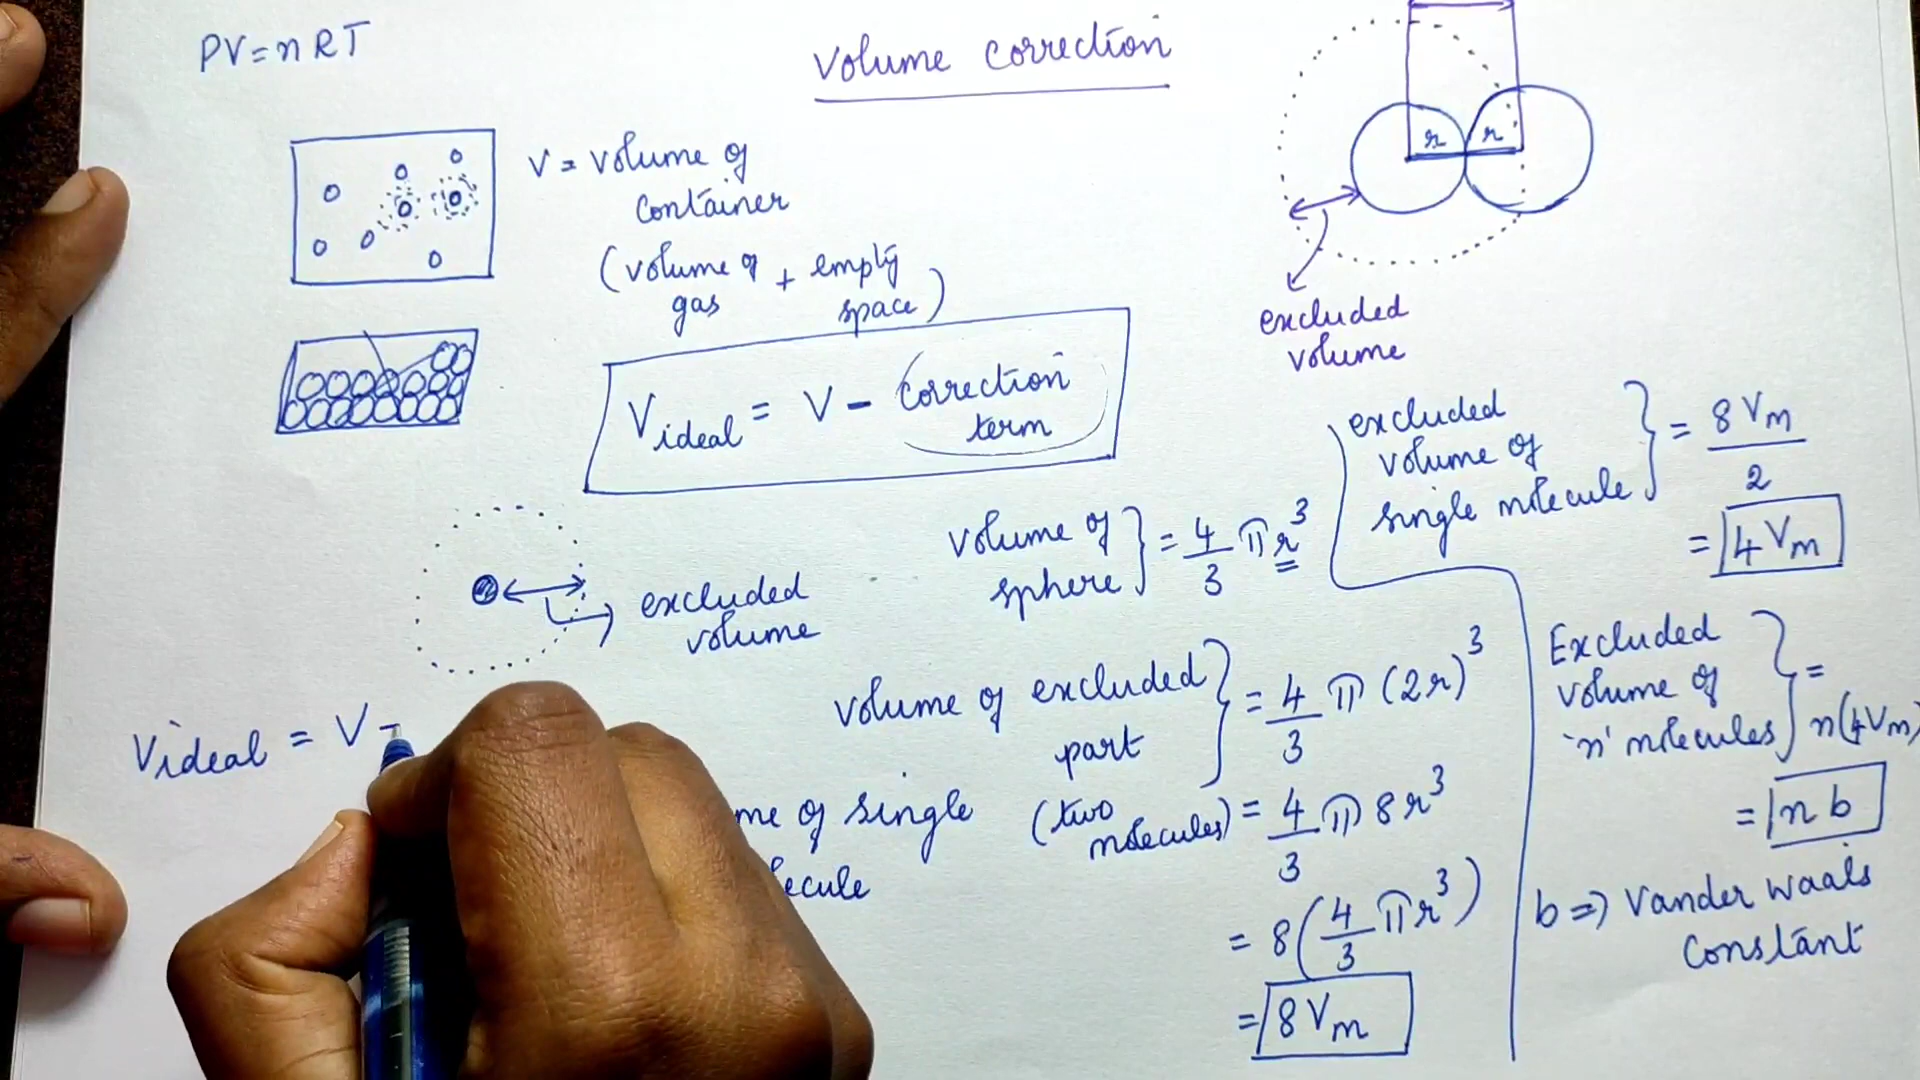 PV = nRT
Volume correction
V = Volume of
container
(volume of + empty
gas space)
Videal = V - correction
term
r r
excluded
volume
excluded
volume
Videal = V -
of single
volume of } = 4/3 πr³
sphere
volume of excluded } = 4/3 π (2r)³
part
(two
molecules) = 4/3 π 8r³
= 8(4/3 πr³)
= 8Vm
excluded
volume of } = 8Vm/2
single molecule
= 4Vm
Excluded
volume of } =
'n' molecules n(4Vm)
= nb
b => Vander waals
constant